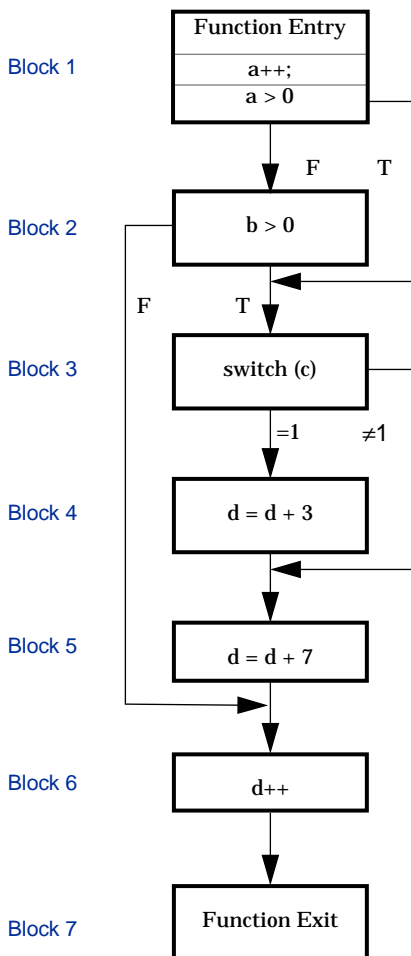 Function Entry
Block 1
a++;
a > 0
F T
Block 2
b > 0
F T
Block 3
switch (c)
=1 ≠1
Block 4
d = d + 3
Block 5
d = d + 7
Block 6
d++
Block 7
Function Exit